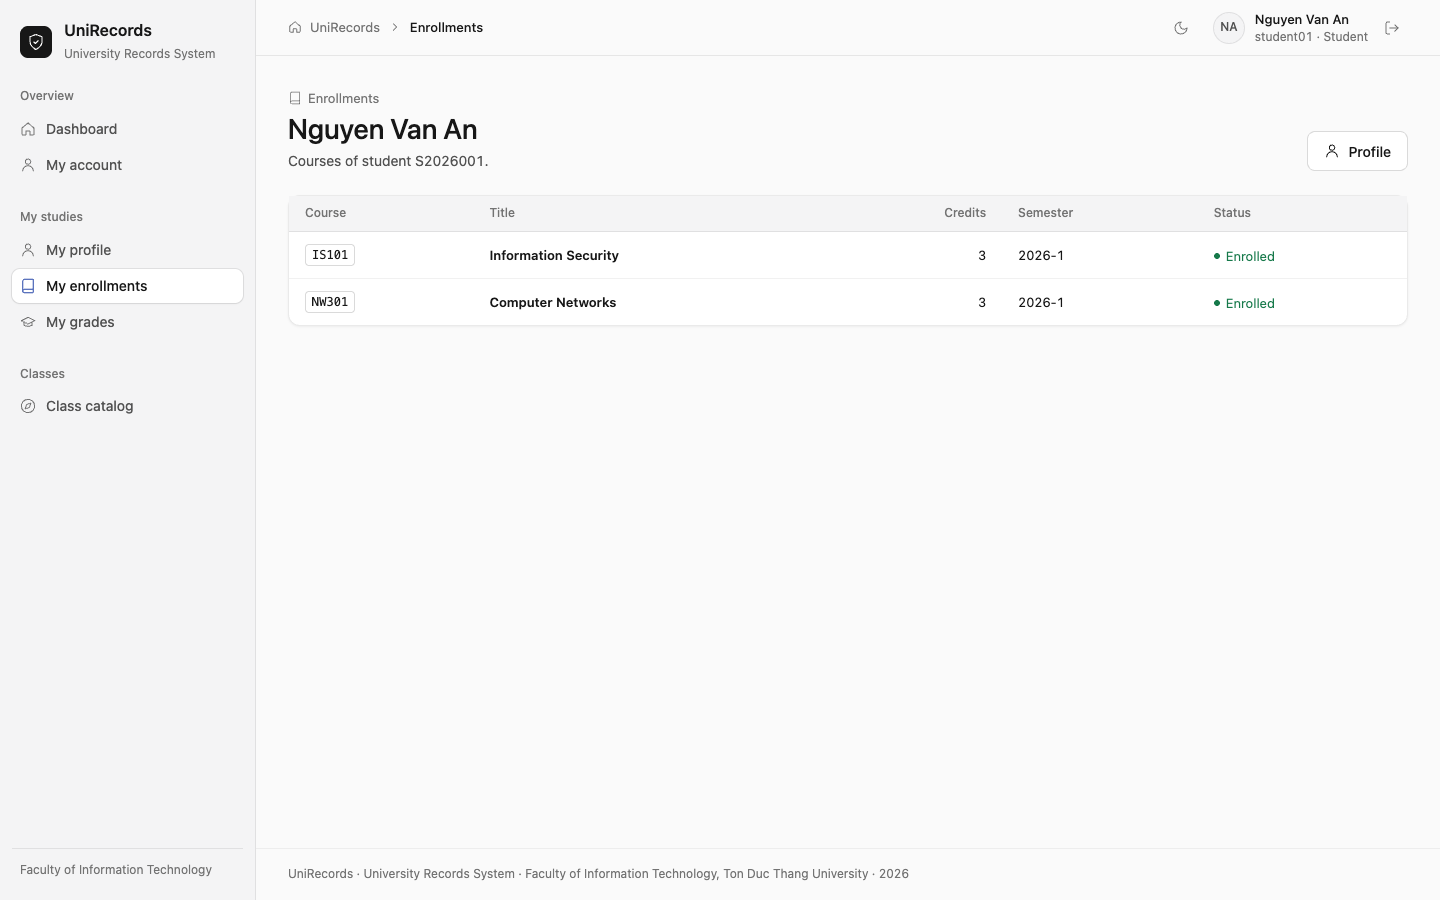 UniRecords
University Records System
Overview
Dashboard
My account
My studies
My profile
My enrollments
My grades
Classes
Class catalog
Faculty of Information Technology
UniRecords > Enrollments
NA
Nguyen Van An
student01 · Student
Enrollments
Nguyen Van An
Courses of student S2026001.
Profile
Course Title Credits Semester Status
IS101 Information Security 3 2026-1 Enrolled
NW301 Computer Networks 3 2026-1 Enrolled
UniRecords · University Records System · Faculty of Information Technology, Ton Duc Thang University · 2026